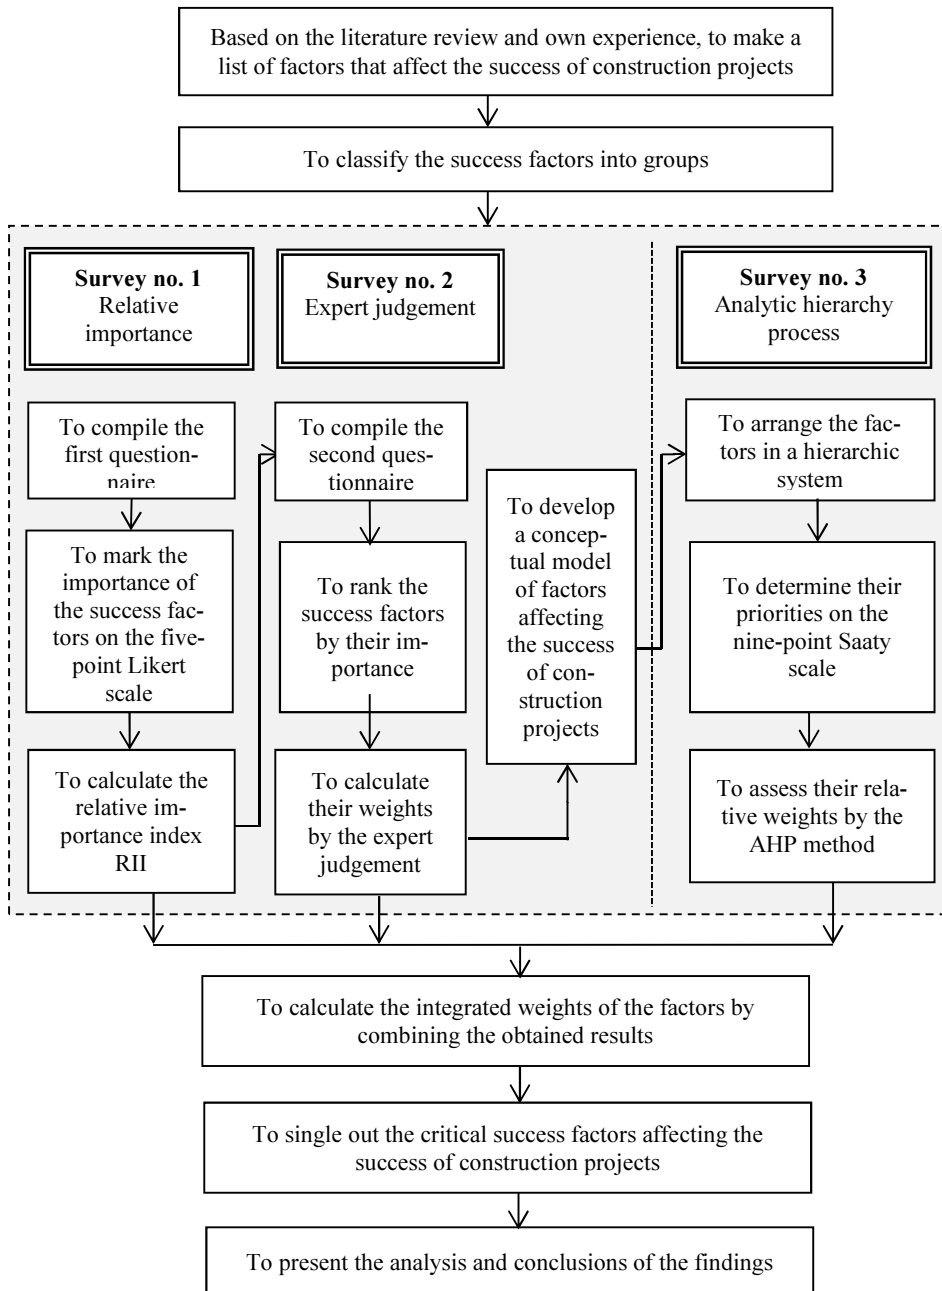 Based on the literature review and own experience, to make a
list of factors that affect the success of construction projects
To classify the success factors into groups
Survey no. 1
Relative
importance
Survey no. 2
Expert judgement
Survey no. 3
Analytic hierarchy
process
To compile the
first question-
naire
To mark the
importance of
the success fac-
tors on the five-
point Likert
scale
To calculate the
relative im-
portance index
RII
To compile the
second ques-
tionnaire
To rank the
success factors
by their im-
portance
To calculate
their weights
by the expert
judgement
To develop
a concep-
tual model
of factors
affecting
the success
of con-
struction
projects
To arrange the fac-
tors in a hierarchic
system
To determine their
priorities on the
nine-point Saaty
scale
To assess their rela-
tive weights by the
AHP method
To calculate the integrated weights of the factors by
combining the obtained results
To single out the critical success factors affecting the
success of construction projects
To present the analysis and conclusions of the findings